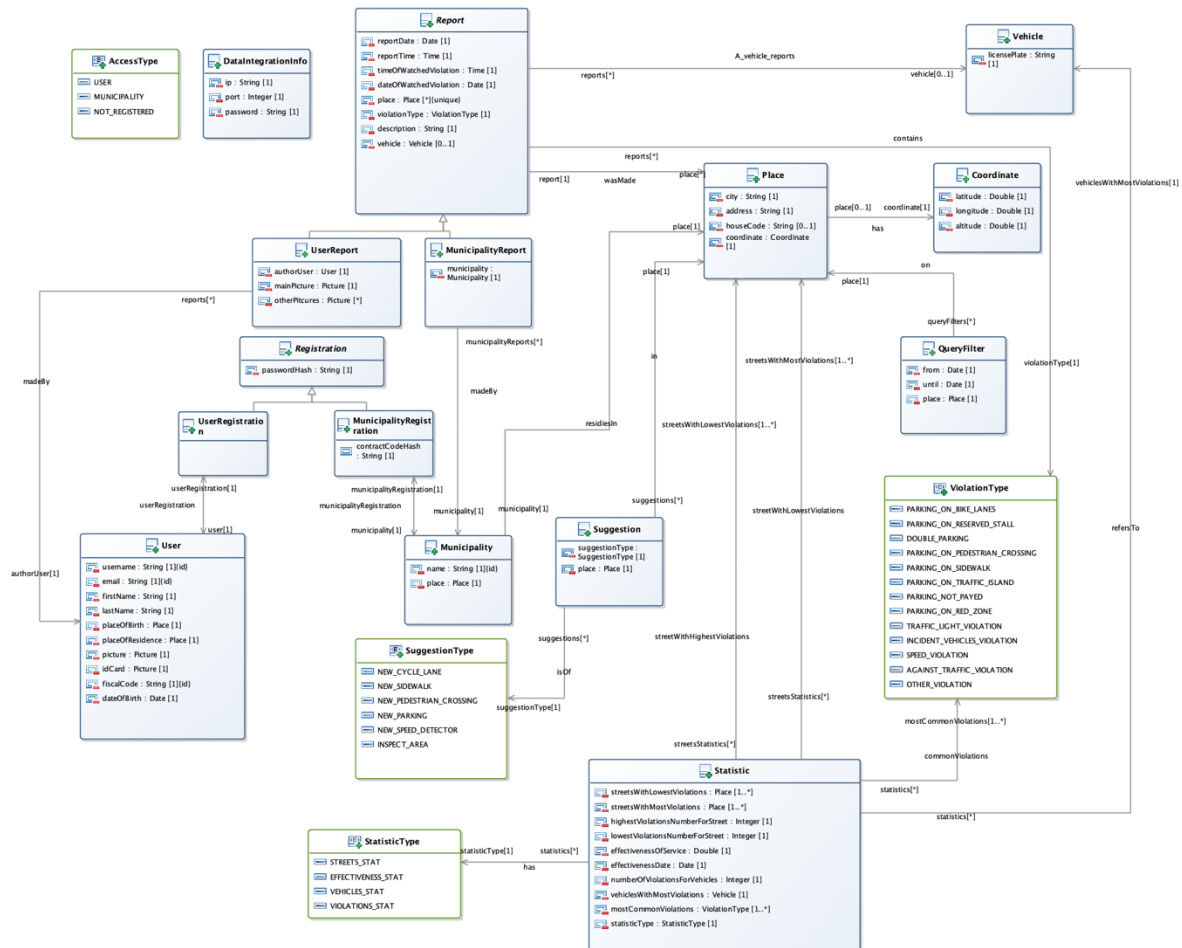 Report
reportDate : Date [1]
reportTime : Time [1]
timeOfWatchedViolation : Time [1]
dateOfWatchedViolation : Date [1]
place : Place [*]{unique}
violationType : ViolationType [1]
description : String [1]
vehicle : Vehicle [0..1]
AccessType
USER
MUNICIPALITY
NOT_REGISTERED
DataIntegrationInfo
ip : String [1]
port : Integer [1]
password : String [1]
Vehicle
licensePlate : String
[1]
A_vehicle_reports
reports[*]
vehicle[0..1]
contains
reports[*]
report[1]
wasMade
place[*]
vehiclesWithMostViolations[1]
Place
city : String [1]
address : String [1]
houseCode : String [0..1]
coordinate : Coordinate
[1]
place[0..1]
coordinate[1]
has
Coordinate
latitude : Double [1]
longitude : Double [1]
altitude : Double [1]
place[1]
place[1]
on
place[1]
UserReport
authorUser : User [1]
mainPicture : Picture [1]
otherPitcures : Picture [*]
MunicipalityReport
municipality :
Municipality [1]
reports[*]
municipalityReports[*]
queryFilters[*]
QueryFilter
from : Date [1]
until : Date [1]
place : Place [1]
Registration
passwordHash : String [1]
madeBy
madeBy
in
streetsWithMostViolations[1..*]
violationType[1]
UserRegistratio
n
MunicipalityRegist
ration
contractCodeHash
: String [1]
residiesIn
streetsWithLowestViolations[1..*]
userRegistration[1]
userRegistration
user[1]
municipalityRegistration[1]
municipalityRegistration
municipality[1]
municipality[1]
municipality[1]
suggestions[*]
streetWithLowestViolations
refersTo
ViolationType
PARKING_ON_BIKE_LANES
PARKING_ON_RESERVED_STALL
DOUBLE_PARKING
PARKING_ON_PEDESTRIAN_CROSSING
PARKING_ON_SIDEWALK
PARKING_ON_TRAFFIC_ISLAND
PARKING_NOT_PAYED
PARKING_ON_RED_ZONE
TRAFFIC_LIGHT_VIOLATION
INCIDENT_VEHICLES_VIOLATION
SPEED_VIOLATION
AGAINST_TRAFFIC_VIOLATION
OTHER_VIOLATION
User
username : String [1]{id}
email : String [1]{id}
firstName : String [1]
lastName : String [1]
placeOfBirth : Place [1]
placeOfResidence : Place [1]
picture : Picture [1]
idCard : Picture [1]
fiscalCode : String [1]{id}
dateOfBirth : Date [1]
authorUser[1]
Municipality
name : String [1]{id}
place : Place [1]
Suggestion
suggestionType :
SuggestionType [1]
place : Place [1]
suggestions[*]
isOf
suggestionType[1]
SuggestionType
NEW_CYCLE_LANE
NEW_SIDEWALK
NEW_PEDESTRIAN_CROSSING
NEW_PARKING
NEW_SPEED_DETECTOR
INSPECT_AREA
streetWithHighestViolations
streetsStatistics[*]
streetsStatistics[*]
mostCommonViolations[1..*]
commonViolations
statistics[*]
statistics[*]
Statistic
streetsWithLowestViolations : Place [1..*]
streetsWithMostViolations : Place [1..*]
highestViolationsNumberForStreet : Integer [1]
lowestViolationsNumberForStreet : Integer [1]
effectivenessOfService : Double [1]
effectivenessDate : Date [1]
numberOfViolationsForVehicles : Integer [1]
vehiclesWithMostViolations : Vehicle [1]
mostCommonViolations : ViolationType [1..*]
statisticType : StatisticType [1]
StatisticType
STREETS_STAT
EFFECTIVENESS_STAT
VEHICLES_STAT
VIOLATIONS_STAT
statisticType[1]
statistics[*]
has